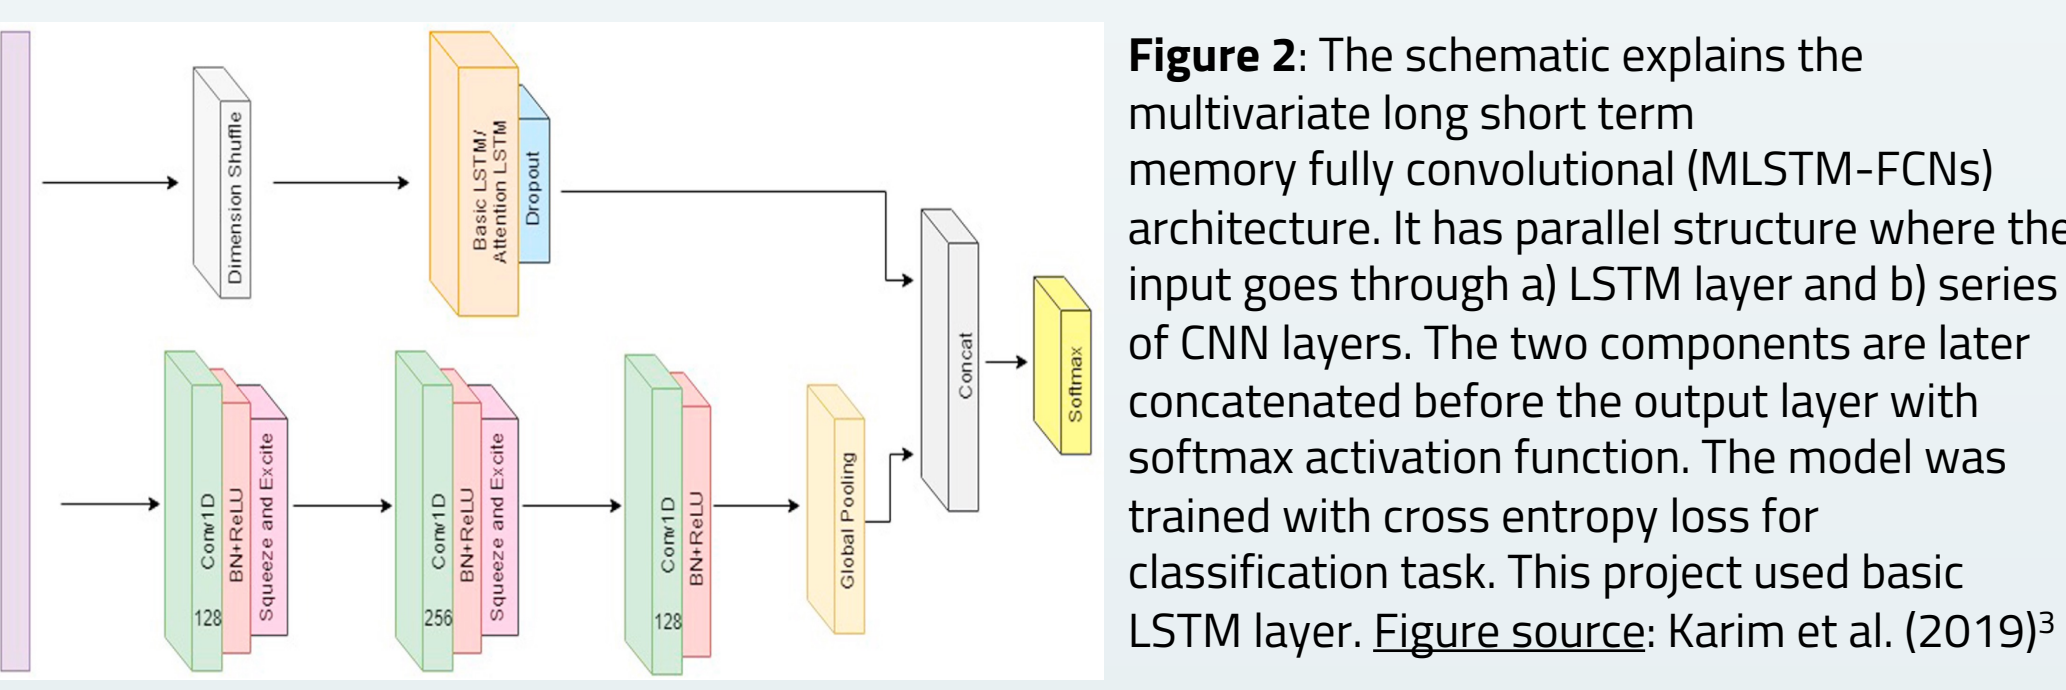 Dimension Shuffle
Basic LSTM/
Attention LSTM
Dropout
Conv1D
128
BN+ReLU
Squeeze and Excite
Conv1D
256
BN+ReLU
Squeeze and Excite
Conv1D
128
BN+ReLU
Global Pooling
Concat
Softmax
Figure 2: The schematic explains the
multivariate long short term
memory fully convolutional (MLSTM-FCNs)
architecture. It has parallel structure where the
input goes through a) LSTM layer and b) series
of CNN layers. The two components are later
concatenated before the output layer with
softmax activation function. The model was
trained with cross entropy loss for
classification task. This project used basic
LSTM layer. Figure source: Karim et al. (2019)³